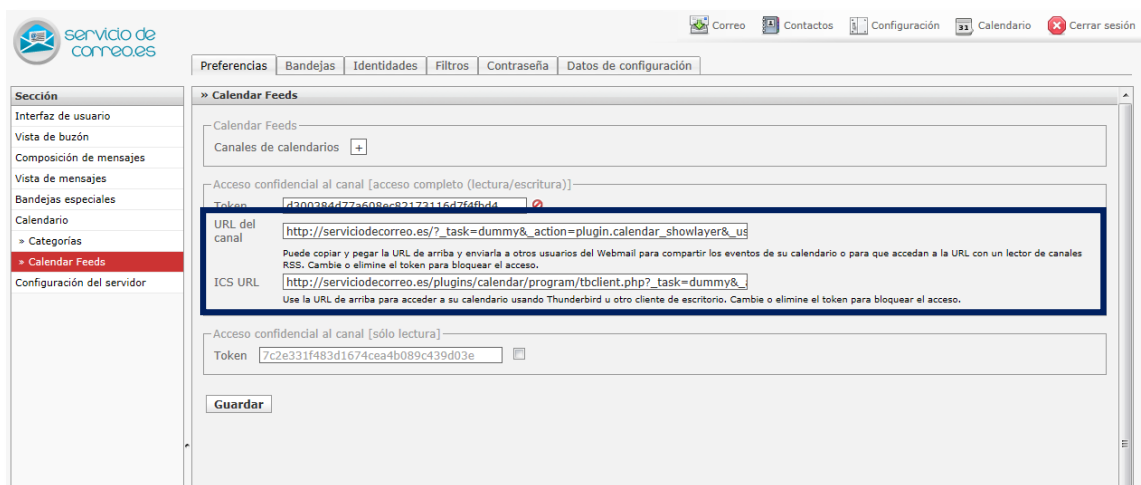 servicio de
correo.es
Correo Contactos Configuración 31 Calendario Cerrar sesión
Preferencias Bandejas Identidades Filtros Contraseña Datos de configuración
Sección
Interfaz de usuario
Vista de buzón
Composición de mensajes
Vista de mensajes
Bandejas especiales
Calendario
» Categorías
» Calendar Feeds
Configuración del servidor
» Calendar Feeds
Calendar Feeds
Canales de calendarios +
Acceso confidencial al canal [acceso completo (lectura/escritura)]
Token d300384d77a608ec82173116d7f4fbd4
URL del canal http://serviciodecorreo.es/?_task=dummy&_action=plugin.calendar_showlayer&_us
Puede copiar y pegar la URL de arriba y enviarla a otros usuarios del Webmail para compartir los eventos de su calendario o para que accedan a la URL con un lector de canales
RSS. Cambie o elimine el token para bloquear el acceso.
ICS URL http://serviciodecorreo.es/plugins/calendar/program/tbclient.php?_task=dummy&_
Use la URL de arriba para acceder a su calendario usando Thunderbird u otro cliente de escritorio. Cambie o elimine el token para bloquear el acceso.
Acceso confidencial al canal [sólo lectura]
Token 7c2e331f483d1674cea4b089c439d03e
Guardar